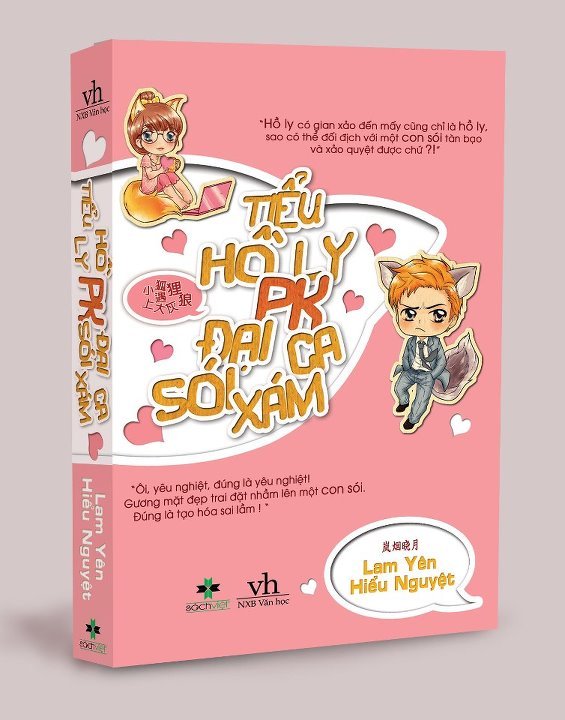 vh
NXB Văn học
TIỂU HỒ LY PK ĐẠI CA SÓI XÁM
Lam Yên
Hiểu Nguyệt
sáchviệt
"Hồ ly có gian xảo đến mấy cũng chỉ là hồ ly,
sao có thể đối địch với một con sói tàn bạo
và xảo quyệt được chứ ?!"
TIỂU
HỒ LY
PK
ĐẠI CA
SÓI XÁM
小狐狸
遇上大灰狼
"Ôi, yêu nghiệt, đúng là yêu nghiệt!
Gương mặt đẹp trai đặt nhầm lên một con sói.
Đúng là tạo hóa sai lầm ! "
岚烟晓月
Lam Yên
Hiểu Nguyệt
sáchviệt
vh
NXB Văn học